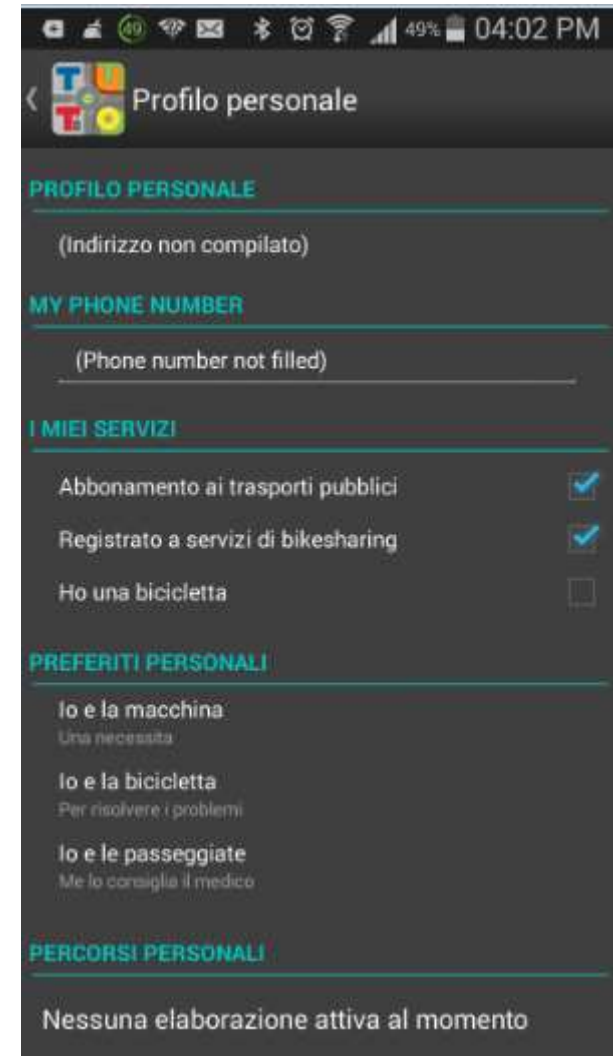 49 49% 04:02 PM
TUTO Profilo personale
PROFILO PERSONALE
(Indirizzo non compilato)
MY PHONE NUMBER
(Phone number not filled)
I MIEI SERVIZI
Abbonamento ai trasporti pubblici
Registrato a servizi di bikesharing
Ho una bicicletta
PREFERITI PERSONALI
Io e la macchina
Una necessita
Io e la bicicletta
Per risolvere i problemi
Io e le passeggiate
Me lo consiglia il medico
PERCORSI PERSONALI
Nessuna elaborazione attiva al momento